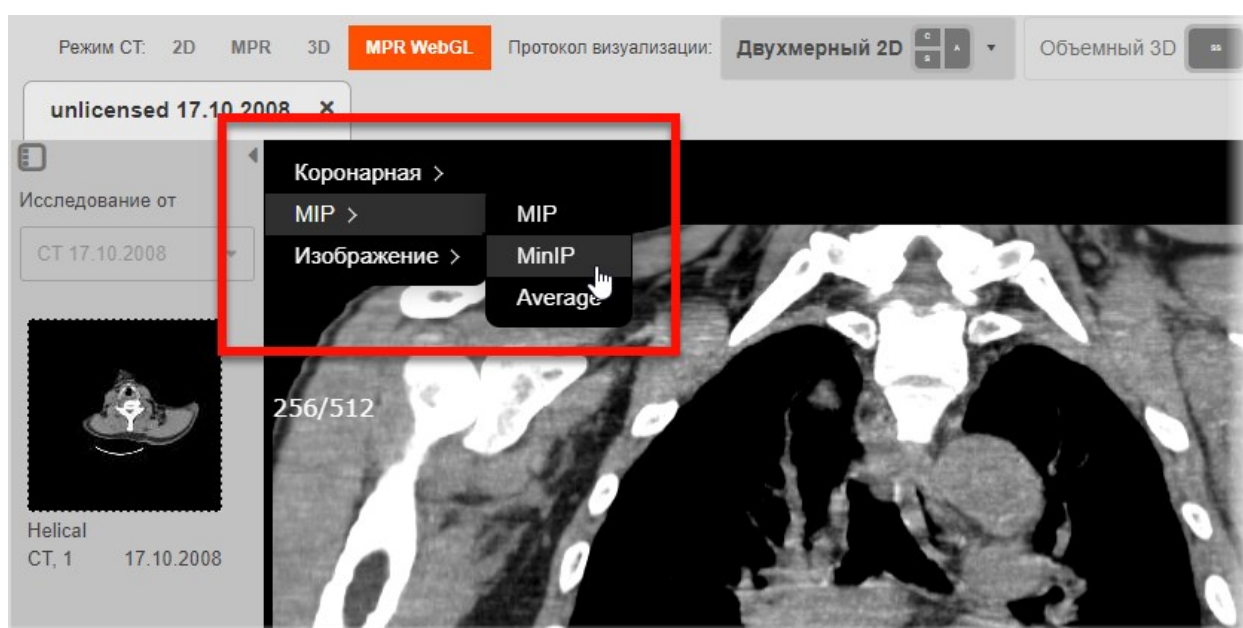 Режим СТ: 2D MPR 3D MPR WebGL Протокол визуализации: Двухмерный 2D C S A Объемный 3D SS
unlicensed 17.10.2008 ×
Исследование от
СТ 17.10.2008
Коронарная >
MIP >
Изображение >
MIP
MinIP
Average
256/512
Helical
CT, 1 17.10.2008